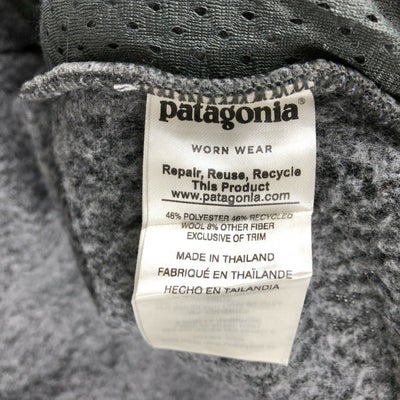 patagonia®
WORN WEAR
Repair, Reuse, Recycle
This Product
www.patagonia.com
46% POLYESTER 46% RECYCLED
WOOL 8% OTHER FIBER
EXCLUSIVE OF TRIM
MADE IN THAILAND
FABRIQUÉ EN THAÏLANDE
HECHO EN TAILANDIA